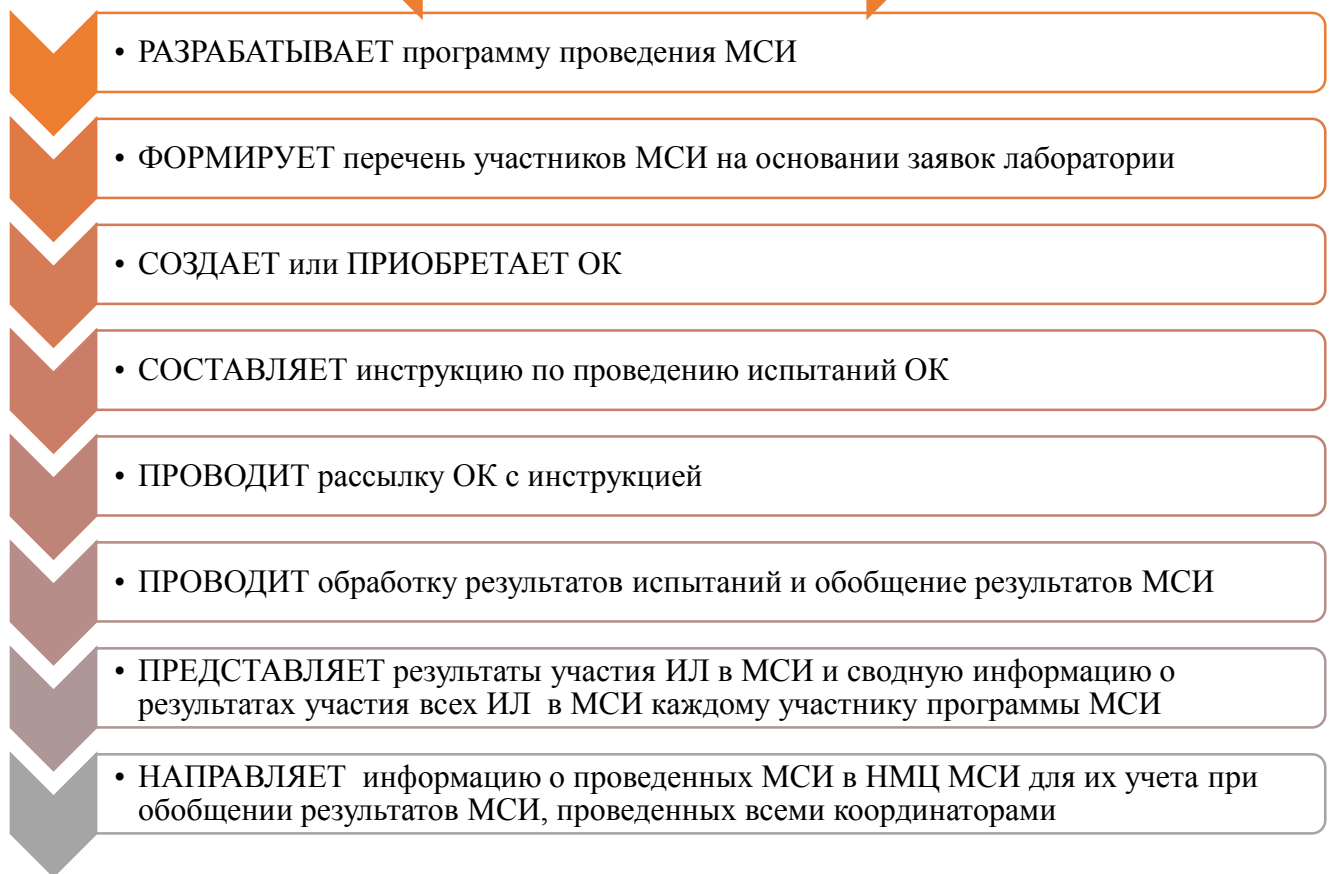 • РАЗРАБАТЫВАЕТ программу проведения МСИ
• ФОРМИРУЕТ перечень участников МСИ на основании заявок лаборатории
• СОЗДАЕТ или ПРИОБРЕТАЕТ ОК
• СОСТАВЛЯЕТ инструкцию по проведению испытаний ОК
• ПРОВОДИТ рассылку ОК с инструкцией
• ПРОВОДИТ обработку результатов испытаний и обобщение результатов МСИ
• ПРЕДСТАВЛЯЕТ результаты участия ИЛ в МСИ и сводную информацию о
результатах участия всех ИЛ в МСИ каждому участнику программы МСИ
• НАПРАВЛЯЕТ информацию о проведенных МСИ в НМЦ МСИ для их учета при
обобщении результатов МСИ, проведенных всеми координаторами